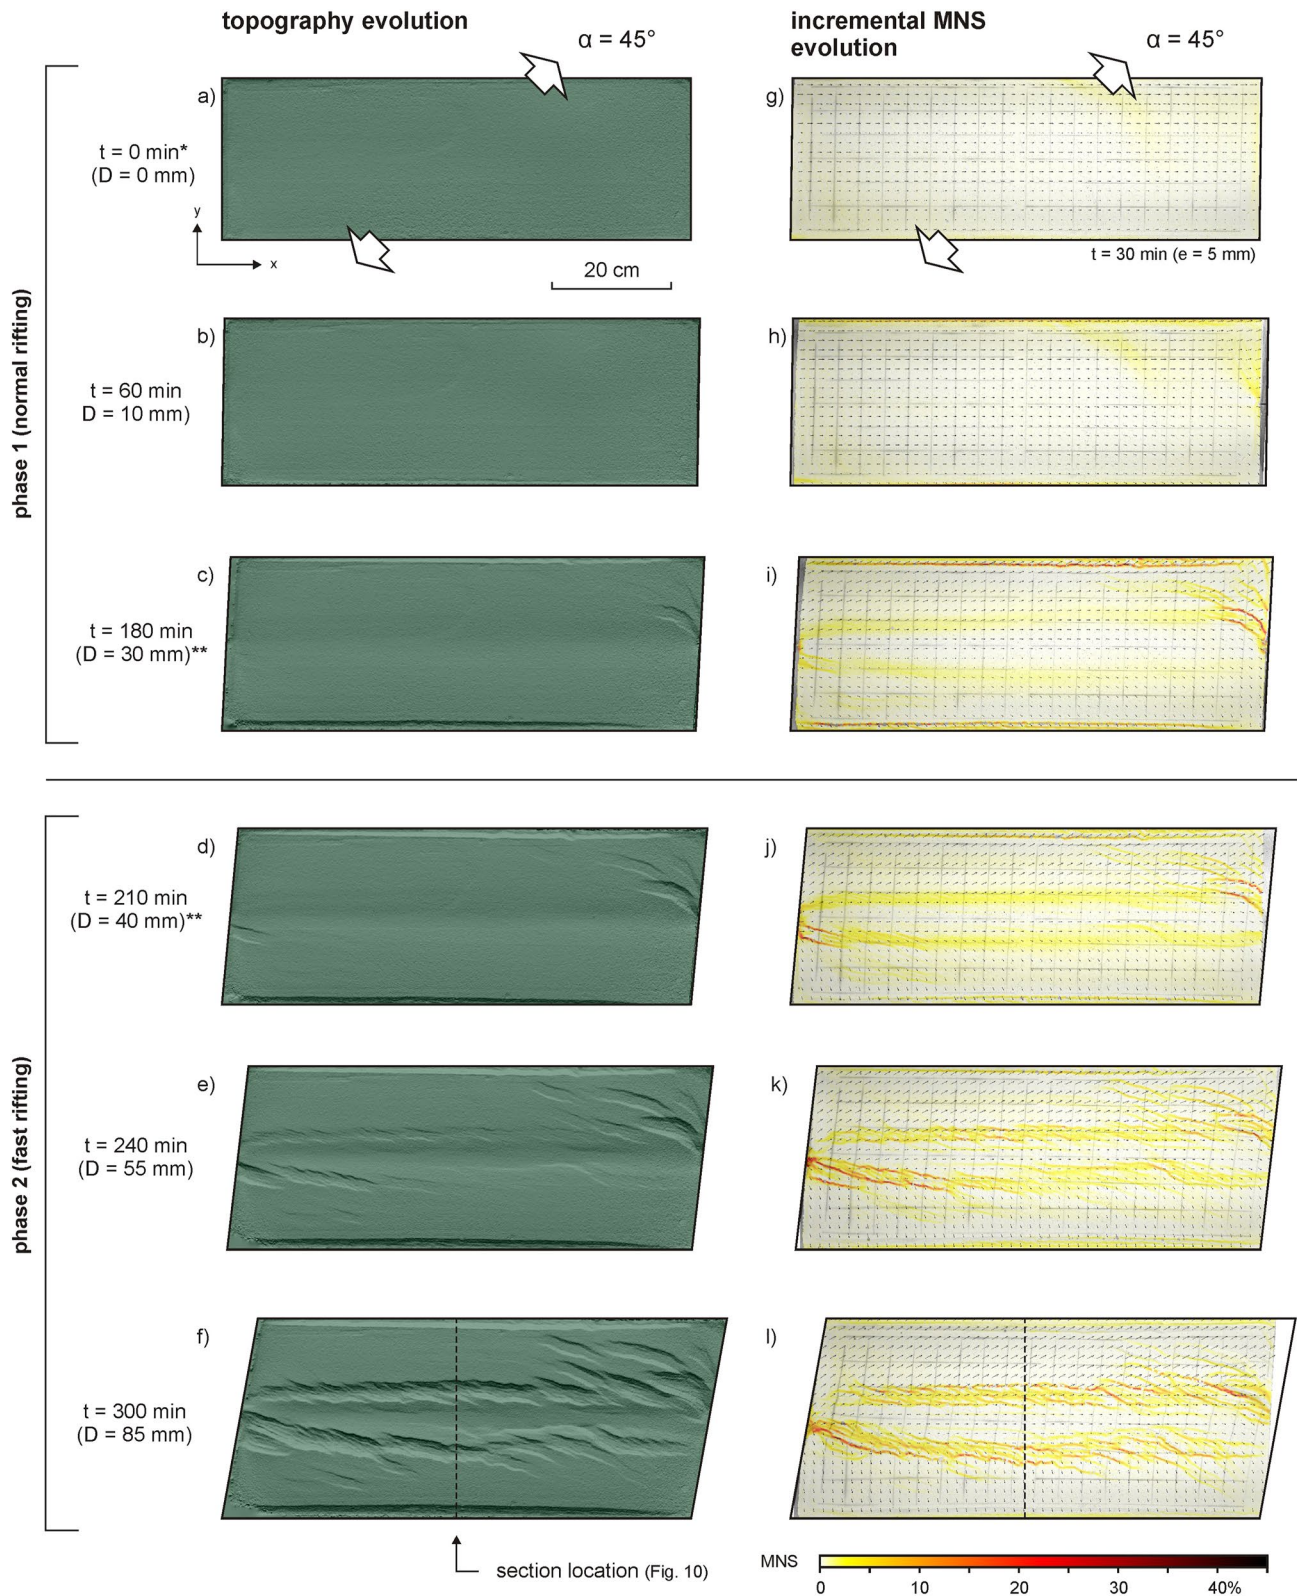 topography evolution
incremental MNS
evolution
α = 45°
α = 45°
phase 1 (normal rifting)
a)
g)
t = 0 min*
(D = 0 mm)
y
x
20 cm
t = 30 min (e = 5 mm)
b)
h)
t = 60 min
D = 10 mm)
c)
i)
t = 180 min
(D = 30 mm)**
phase 2 (fast rifting)
d)
j)
t = 210 min
(D = 40 mm)**
e)
k)
t = 240 min
(D = 55 mm)
f)
l)
t = 300 min
(D = 85 mm)
section location (Fig. 10)
MNS
0 10 20 30 40%